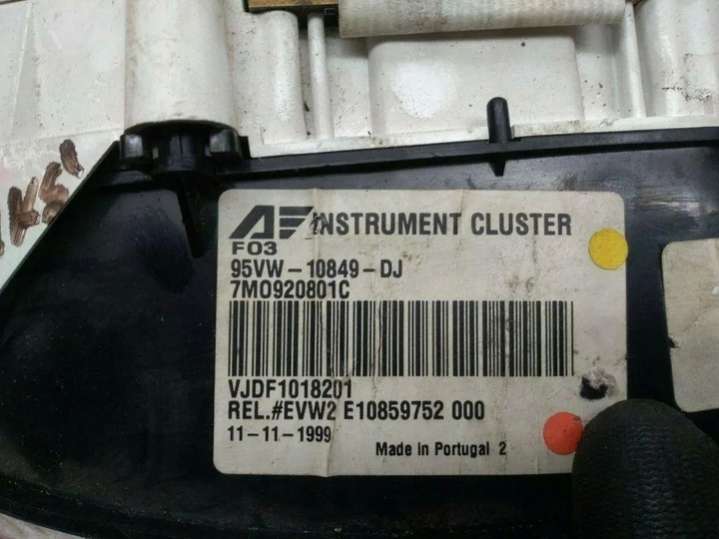 AF INSTRUMENT CLUSTER
F03
95VW-10849-DJ
7M0920801C
VJDF1018201
REL.#EVW2 E10859752 000
11-11-1999 Made in Portugal 2